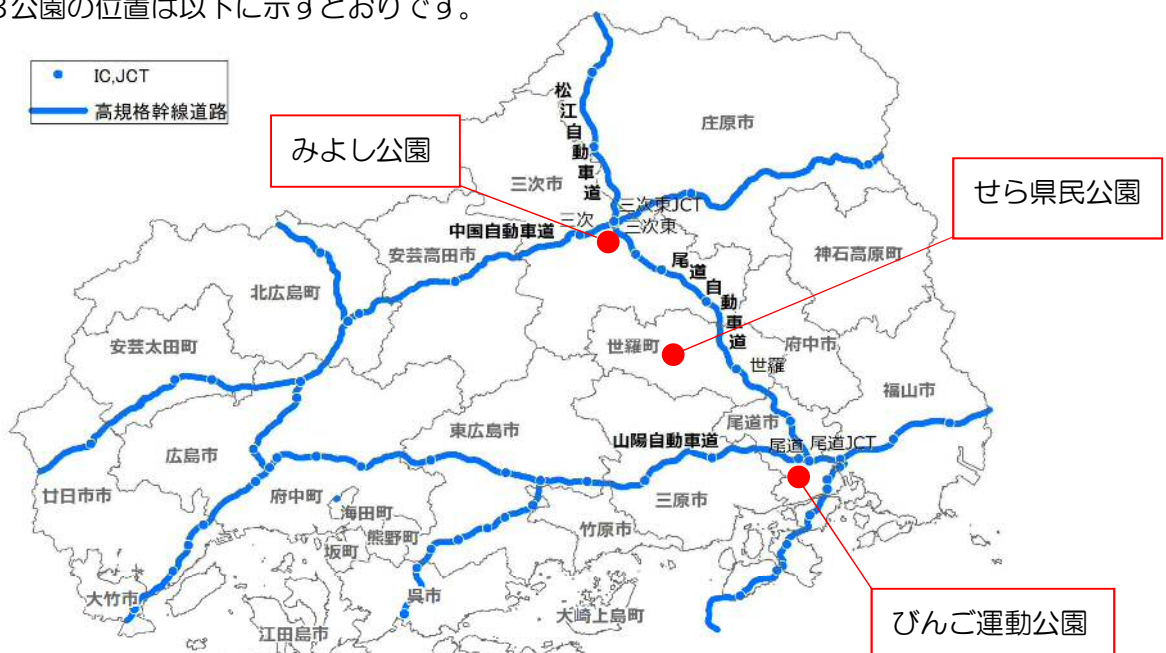 3公園の位置は以下に示すとおりです。
IC,JCT
高規格幹線道路
みよし公園
せら県民公園
びんご運動公園
松江自動車道
庄原市
三次市
三次東JCT
三次
三次東
中国自動車道
安芸高田市
尾道自動車道
神石高原町
北広島町
安芸太田町
世羅町
府中市
世羅
福山市
尾道市
東広島市
山陽自動車道
尾道
尾道JCT
広島市
廿日市市
府中町
海田町
三原市
熊野町
坂町
竹原市
大竹市
呉市
大崎上島町
江田島市